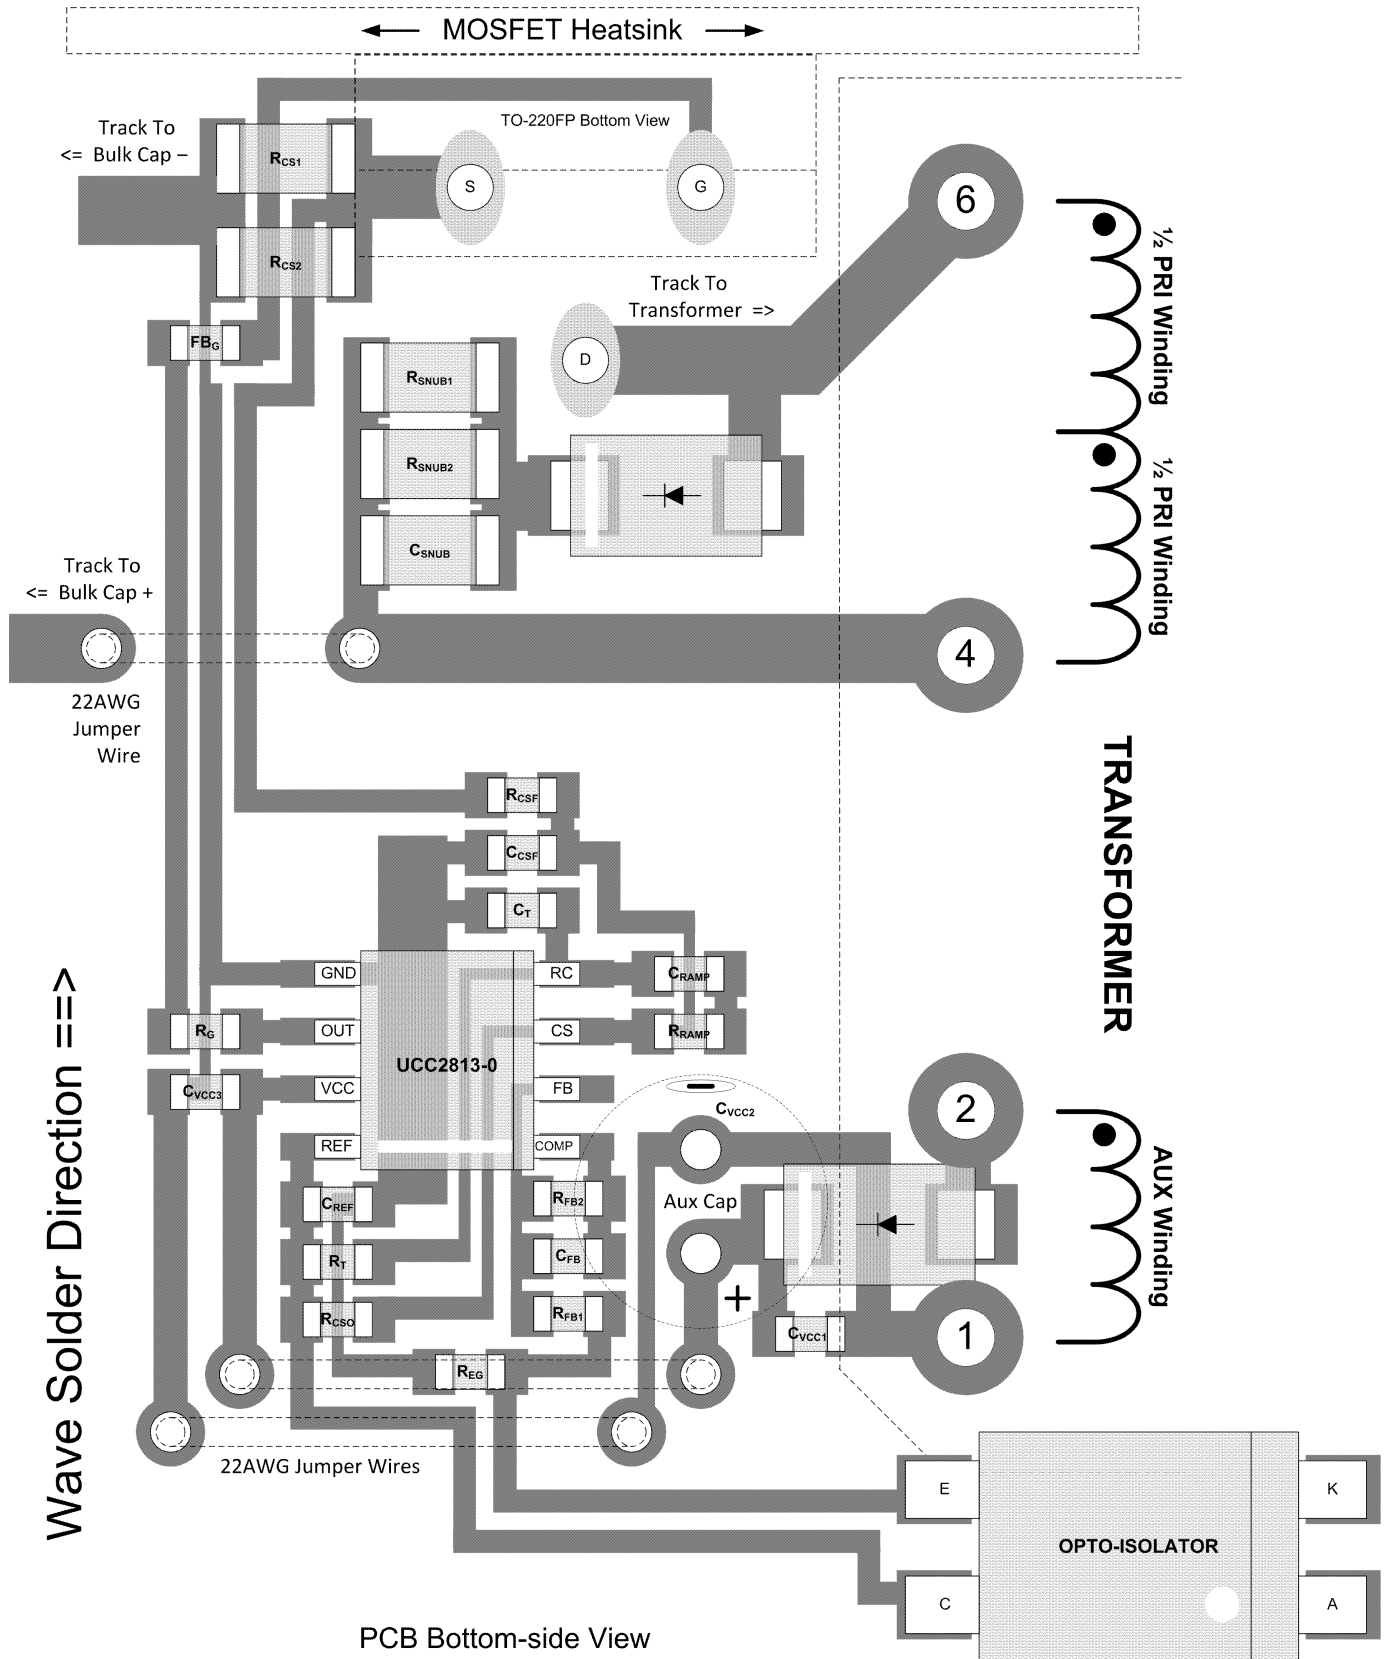 MOSFET Heatsink
TO-220FP Bottom View
Track To
<= Bulk Cap –
RCS1
S
G
6
½ PRI Winding
RCS2
Track To
Transformer =>
FBG
D
RSNUB1
RSNUB2
½ PRI Winding
CSNUB
Track To
<= Bulk Cap +
4
22AWG
Jumper
Wire
TRANSFORMER
RCSF
CCSF
CT
GND
RC
CRAMP
OUT
CS
RG
RRAMP
UCC2813-0
VCC
FB
CVCC3
CVCC2
2
REF
COMP
AUX Winding
CREF
RFB2
Aux Cap
RT
CFB
+
RCSO
RFB1
CVCC1
1
REG
22AWG Jumper Wires
Wave Solder Direction ==>
E
K
OPTO-ISOLATOR
C
A
PCB Bottom-side View